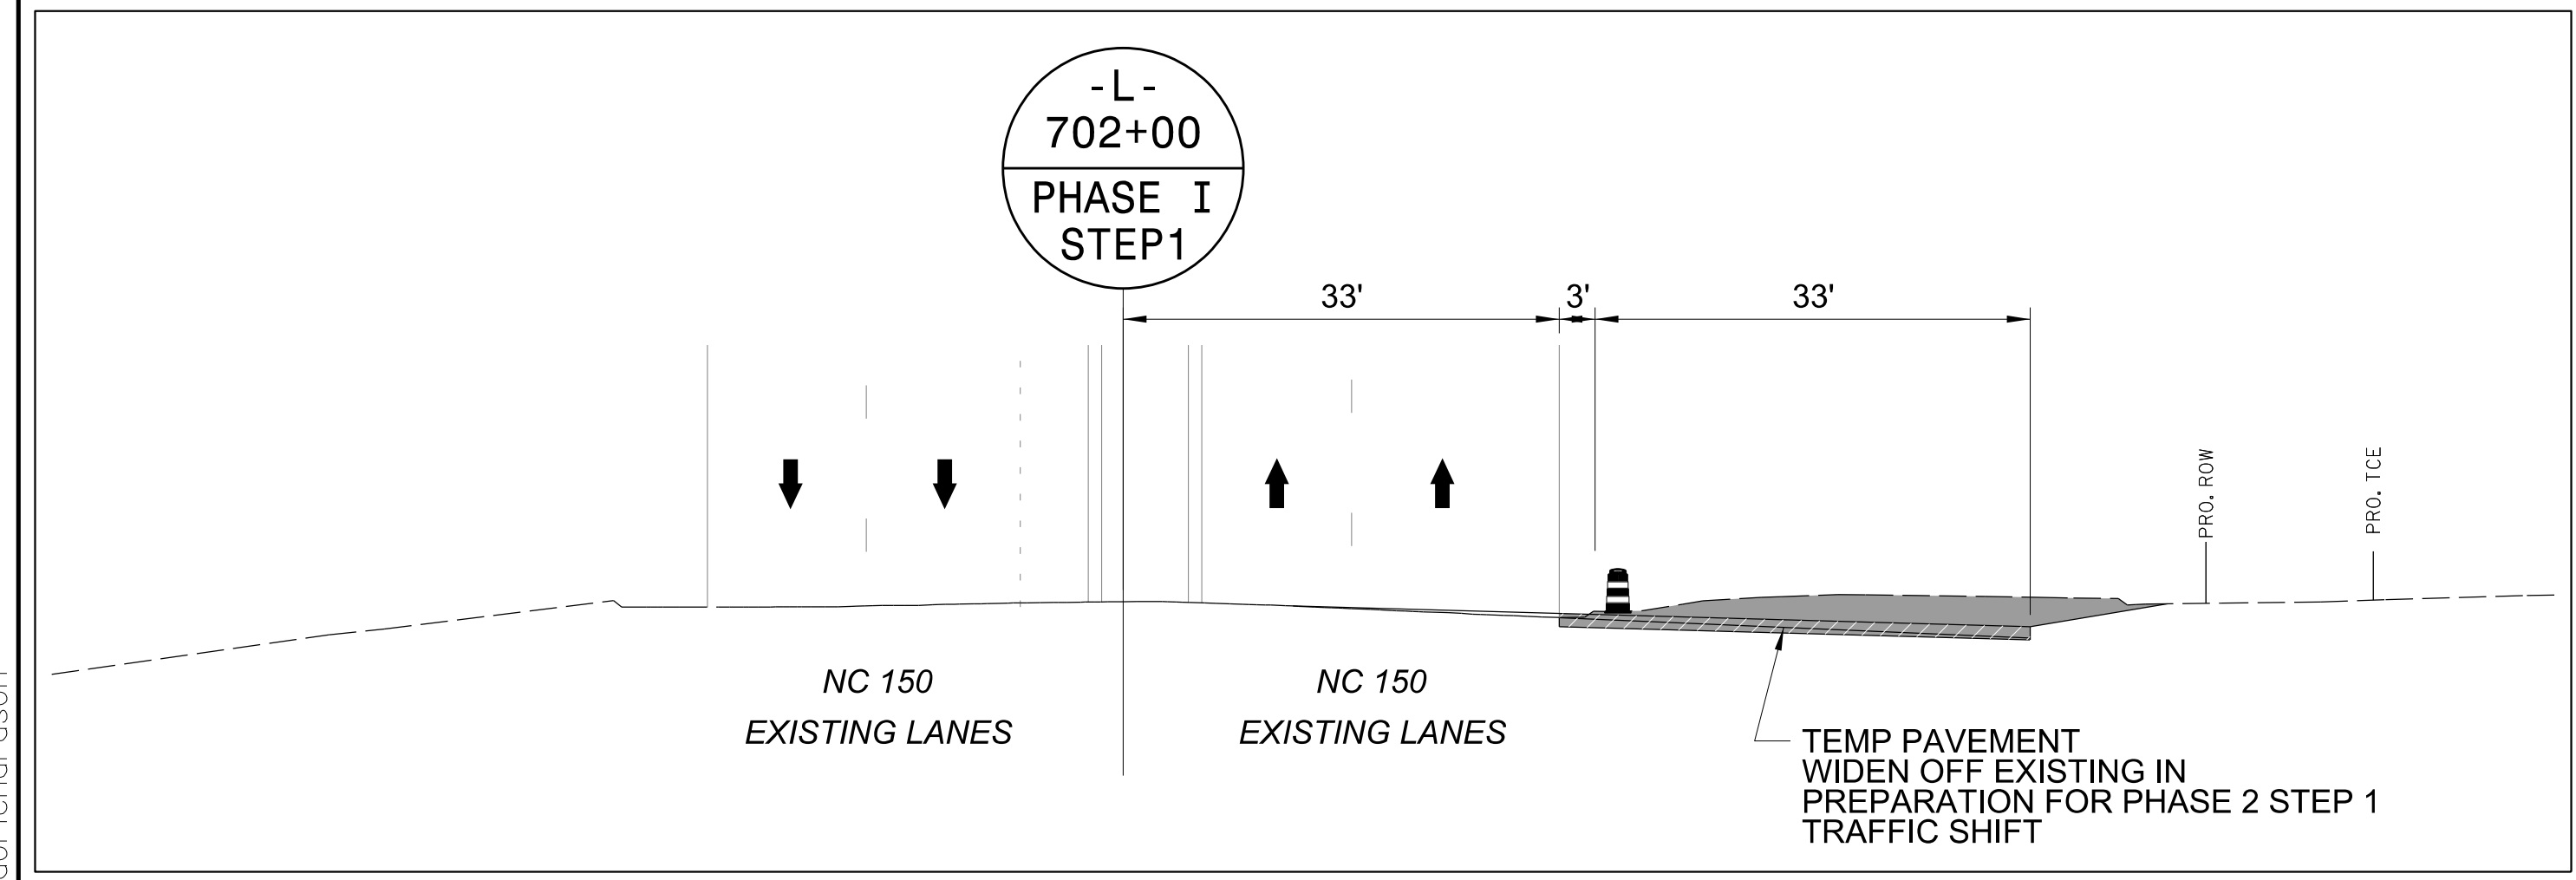 -L-
702+00
PHASE I
STEP1
33'
3'
33'
PRO. ROW
PRO. TCE
NC 150
EXISTING LANES
NC 150
EXISTING LANES
TEMP PAVEMENT
WIDEN OFF EXISTING IN
PREPARATION FOR PHASE 2 STEP 1
TRAFFIC SHIFT